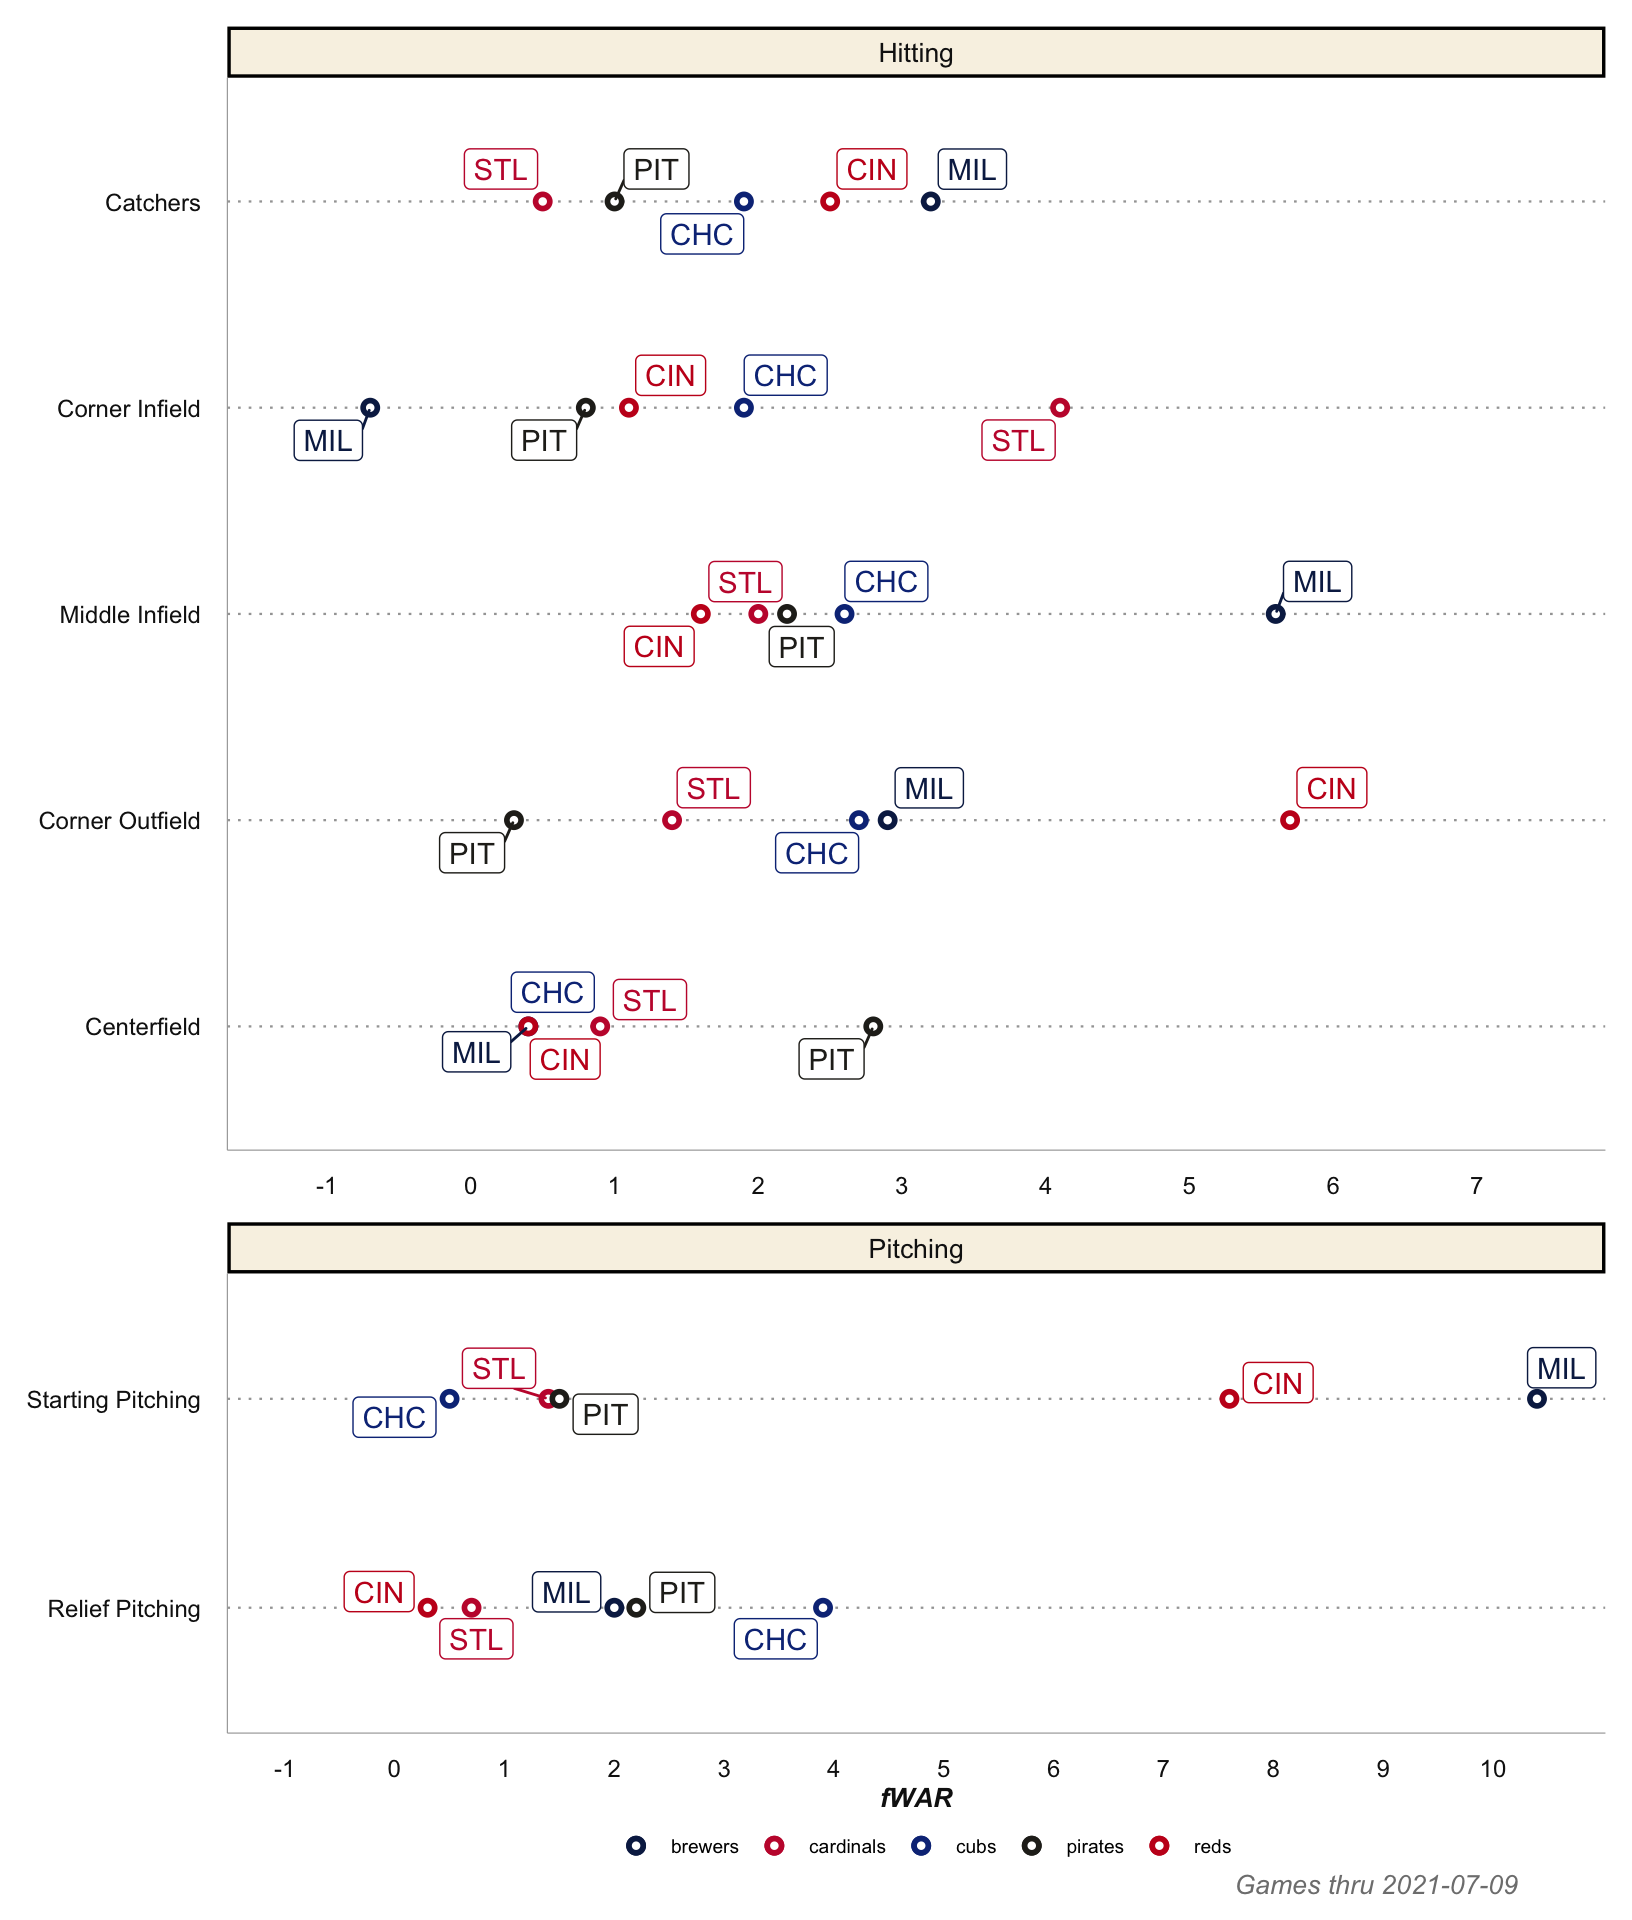 Hitting
STL PIT CIN MIL
Catchers
CHC
CIN CHC
Corner Infield
MIL PIT STL
STL CHC MIL
Middle Infield
CIN PIT
STL MIL CIN
Corner Outfield
PIT CHC
CHC STL
Centerfield
MIL CIN PIT
-1 0 1 2 3 4 5 6 7
Pitching
STL CIN MIL
Starting Pitching
CHC PIT
CIN MIL PIT
Relief Pitching
STL CHC
-1 0 1 2 3 4 5 6 7 8 9 10
fWAR
brewers cardinals cubs pirates reds
Games thru 2021-07-09